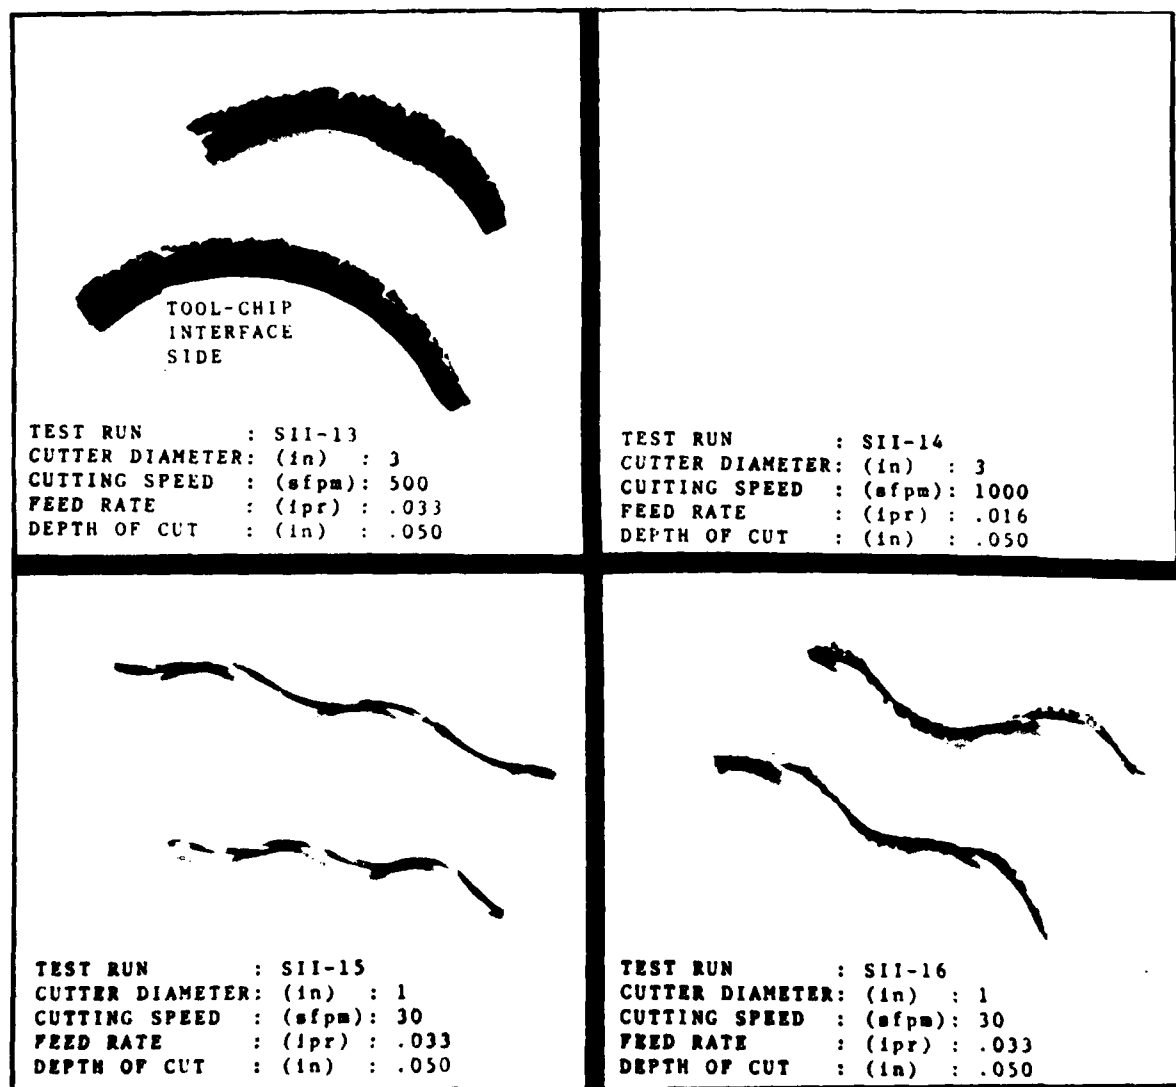 TOOL-CHIP
INTERFACE
SIDE
TEST RUN : SII-13
CUTTER DIAMETER: (in) : 3
CUTTING SPEED : (sfpm): 500
FEED RATE : (ipr) : .033
DEPTH OF CUT : (in) : .050
TEST RUN : SII-14
CUTTER DIAMETER: (in) : 3
CUTTING SPEED : (sfpm): 1000
FEED RATE : (ipr) : .016
DEPTH OF CUT : (in) : .050
TEST RUN : SII-15
CUTTER DIAMETER: (in) : 1
CUTTING SPEED : (sfpm): 30
FEED RATE : (ipr) : .033
DEPTH OF CUT : (in) : .050
TEST RUN : SII-16
CUTTER DIAMETER: (in) : 1
CUTTING SPEED : (sfpm): 30
FEED RATE : (ipr) : .033
DEPTH OF CUT : (in) : .050